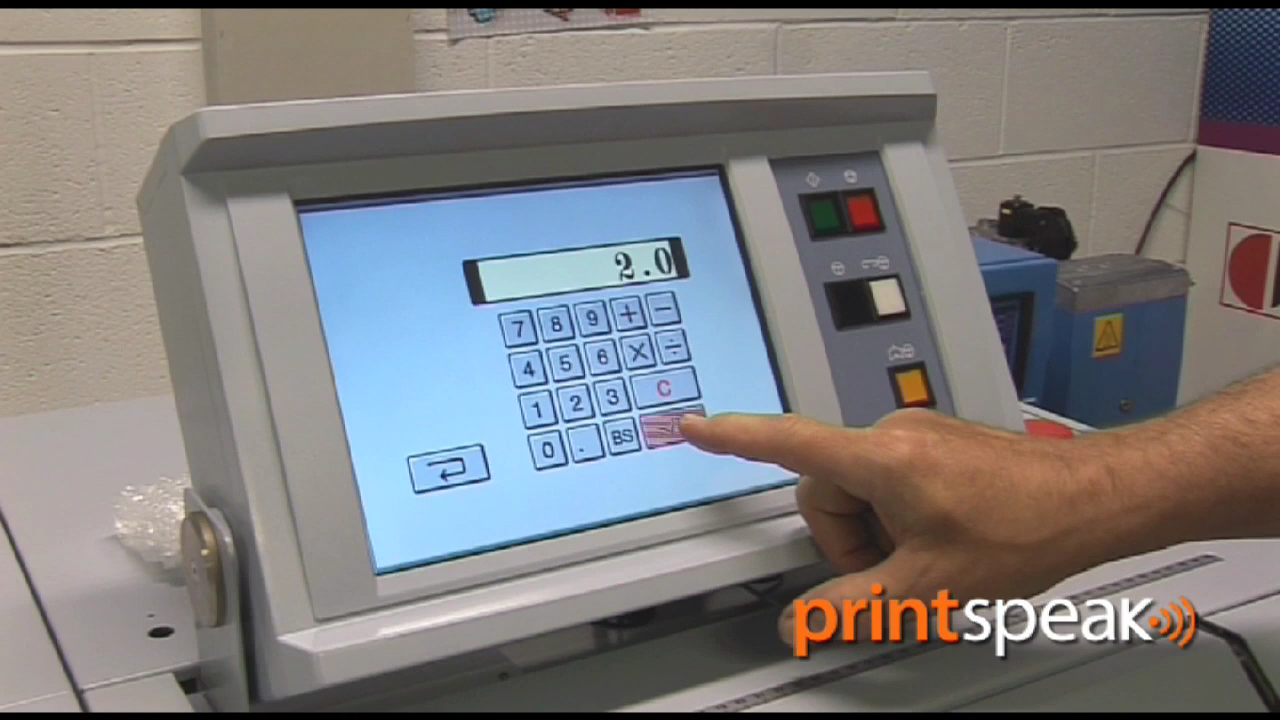 2.0
7 8 9 + −
4 5 6 × ÷
1 2 3 C
0 . BS
printspeak